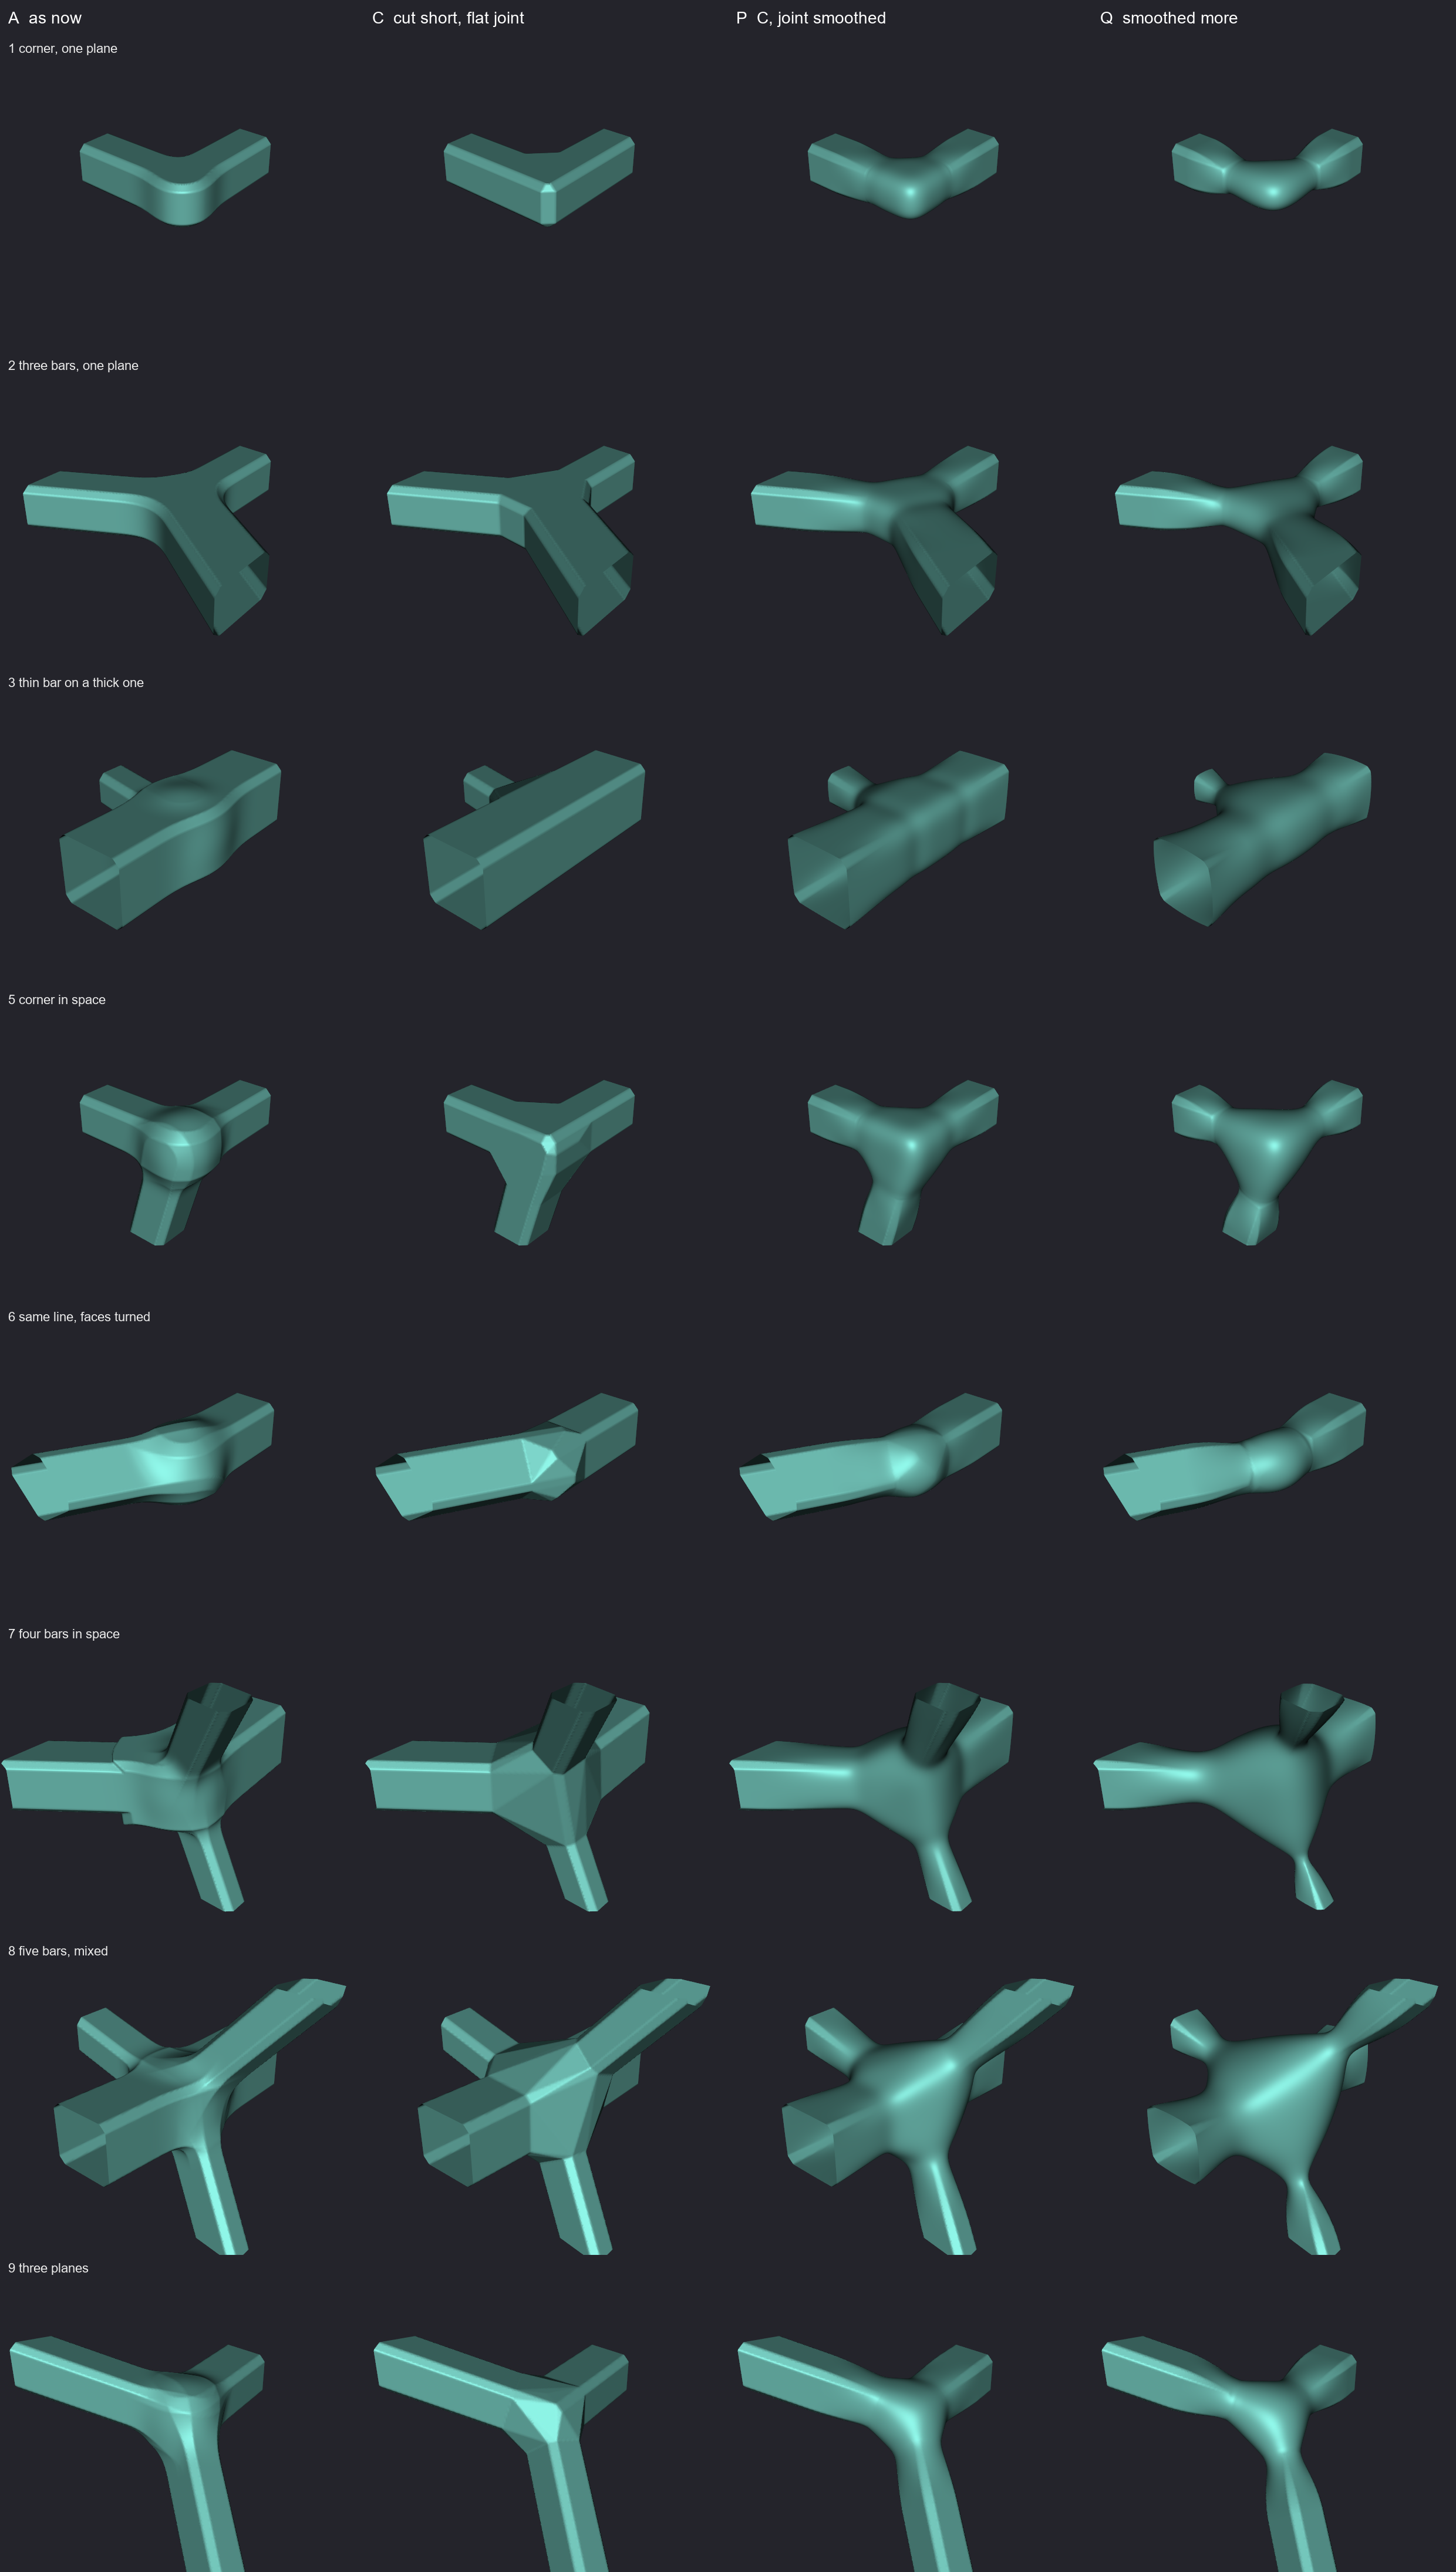 A  as now
C  cut short, flat joint
P  C, joint smoothed
Q  smoothed more
1 corner, one plane
2 three bars, one plane
3 thin bar on a thick one
5 corner in space
6 same line, faces turned
7 four bars in space
8 five bars, mixed
9 three planes